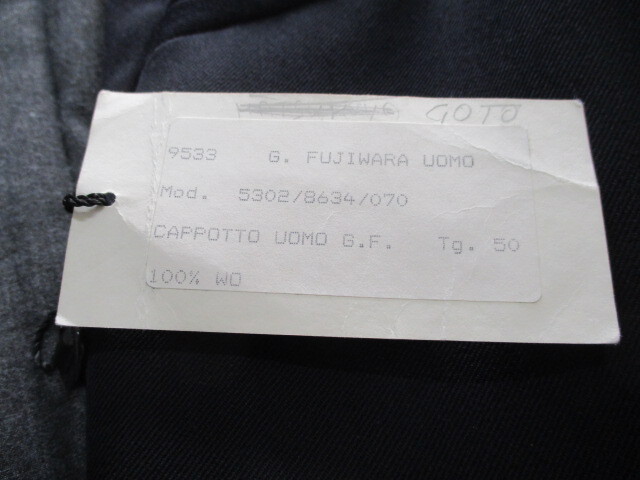 GOTO
9533 G. FUJIWARA UOMO
Mod. 5302/8634/070
CAPPOTTO UOMO G.F. Tg. 50
100% WO